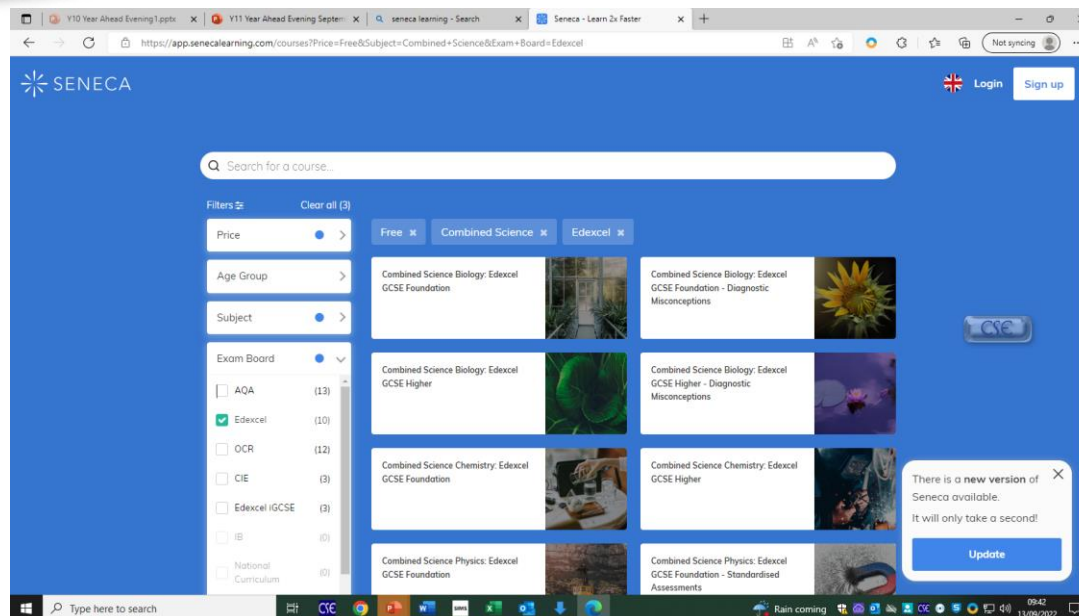 Y10 Year Ahead Evening1.pptx
Y11 Year Ahead Evening Septem
seneca learning - Search
Seneca - Learn 2x Faster
https://app.senecalearning.com/courses?Price=Free&Subject=Combined+Science&Exam+Board=Edexcel
Not syncing
SENECA
Login
Sign up
Search for a course...
Filters
Clear all (3)
Price
Free
Combined Science
Edexcel
Age Group
Subject
Exam Board
AQA (13)
Edexcel (10)
OCR (12)
CIE (3)
Edexcel iGCSE (3)
IB (0)
National (0)
Curriculum
Combined Science Biology: Edexcel
GCSE Foundation
Combined Science Biology: Edexcel
GCSE Foundation - Diagnostic
Misconceptions
Combined Science Biology: Edexcel
GCSE Higher
Combined Science Biology: Edexcel
GCSE Higher - Diagnostic
Misconceptions
Combined Science Chemistry: Edexcel
GCSE Foundation
Combined Science Chemistry: Edexcel
GCSE Higher
Combined Science Physics: Edexcel
GCSE Foundation
Combined Science Physics: Edexcel
GCSE Foundation - Standardised
Assessments
CSE
There is a new version of
Seneca available.
It will only take a second!
Update
Type here to search
CSE
SIMS
Rain coming
09:42
13/09/2022